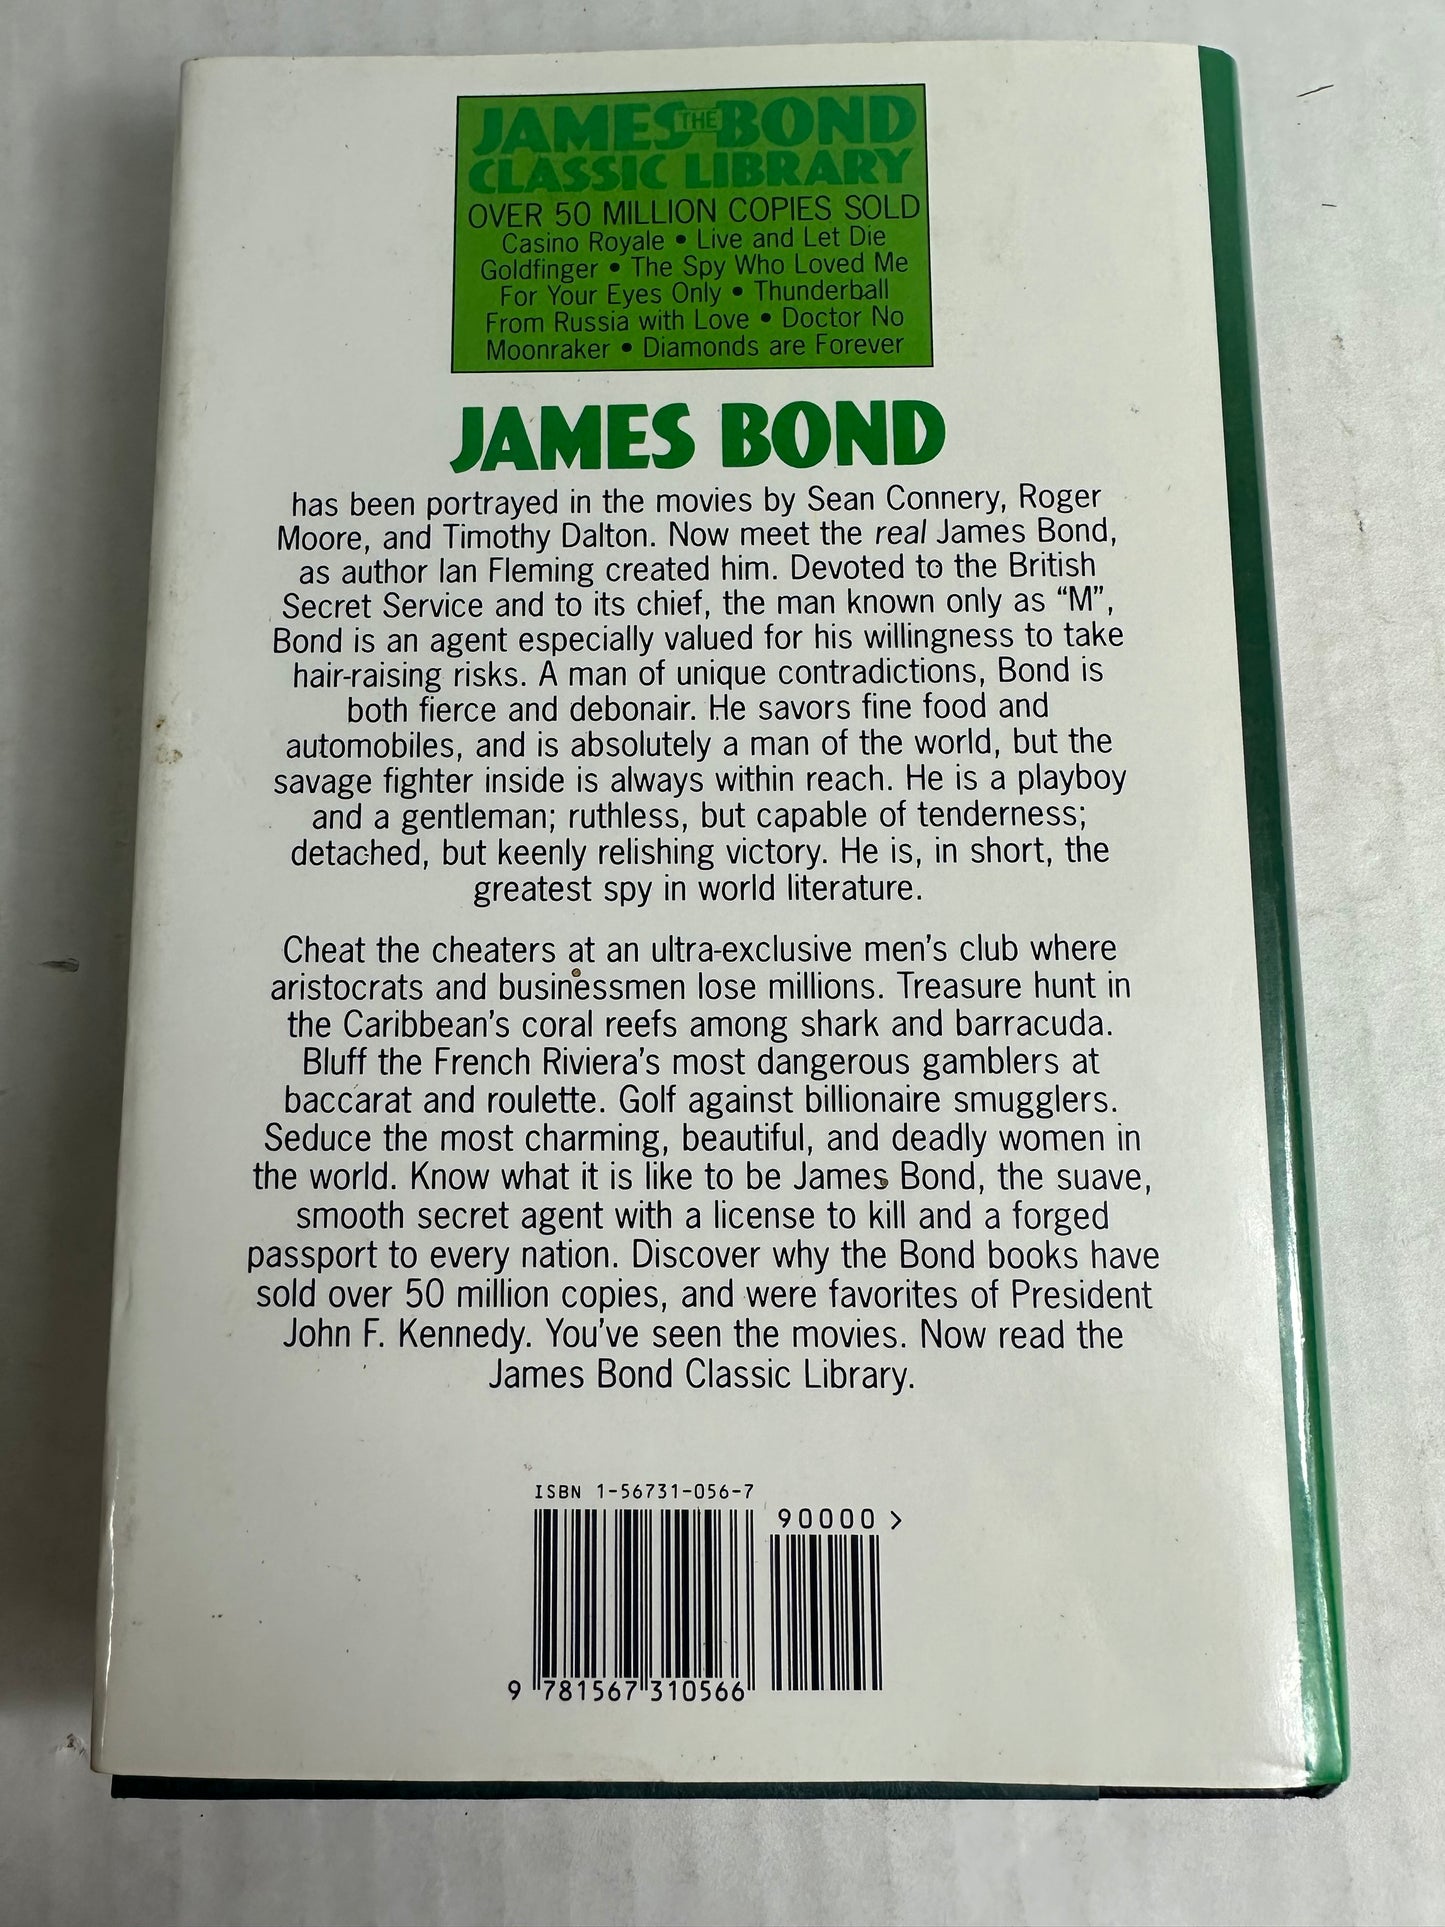 JAMES THE BOND
CLASSIC LIBRARY
OVER 50 MILLION COPIES SOLD
Casino Royale • Live and Let Die
Goldfinger • The Spy Who Loved Me
For Your Eyes Only • Thunderball
From Russia with Love • Doctor No
Moonraker • Diamonds are Forever
JAMES BOND
has been portrayed in the movies by Sean Connery, Roger
Moore, and Timothy Dalton. Now meet the real James Bond,
as author Ian Fleming created him. Devoted to the British
Secret Service and to its chief, the man known only as “M”,
Bond is an agent especially valued for his willingness to take
hair-raising risks. A man of unique contradictions, Bond is
both fierce and debonair. He savors fine food and
automobiles, and is absolutely a man of the world, but the
savage fighter inside is always within reach. He is a playboy
and a gentleman; ruthless, but capable of tenderness;
detached, but keenly relishing victory. He is, in short, the
greatest spy in world literature.
Cheat the cheaters at an ultra-exclusive men’s club where
aristocrats and businessmen lose millions. Treasure hunt in
the Caribbean’s coral reefs among shark and barracuda.
Bluff the French Riviera’s most dangerous gamblers at
baccarat and roulette. Golf against billionaire smugglers.
Seduce the most charming, beautiful, and deadly women in
the world. Know what it is like to be James Bond, the suave,
smooth secret agent with a license to kill and a forged
passport to every nation. Discover why the Bond books have
sold over 50 million copies, and were favorites of President
John F. Kennedy. You’ve seen the movies. Now read the
James Bond Classic Library.
ISBN 1-56731-056-7
90000>
9 781567 310566